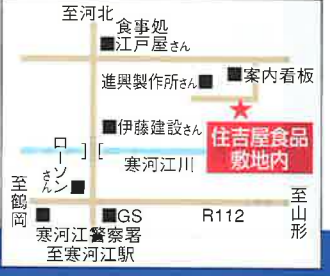 至河北
食事処
江戸屋さん
進興製作所さん
案内看板
伊藤建設さん
住吉屋食品
敷地内
ローソンさん
寒河江川
至鶴岡
至山形
GS
R112
寒河江警察署
至寒河江駅